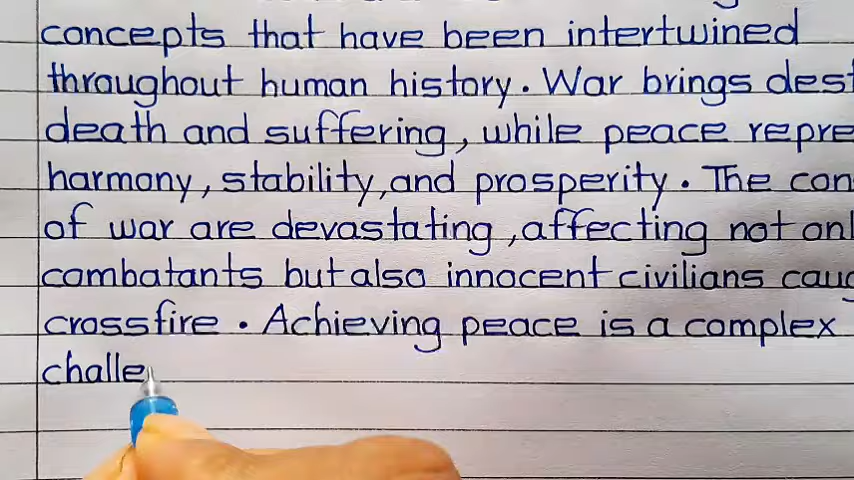 concepts that have been intertwined
throughout human history. War brings dest
death and suffering, while peace repre
harmony, stability, and prosperity. The con
of war are devastating, affecting not onl
combatants but also innocent civilians caug
crossfire. Achieving peace is a complex
challe